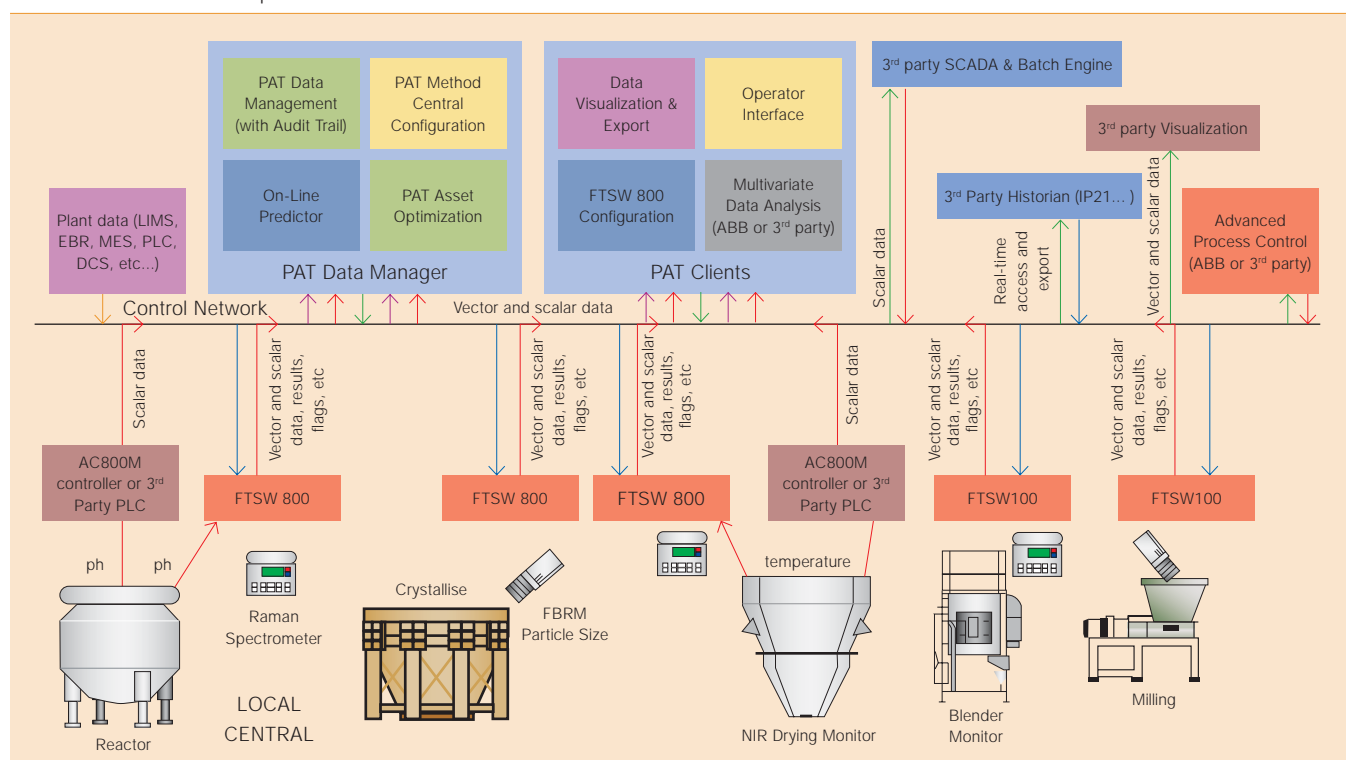 PAT Data
Management
(with Audit Trail)
PAT Method
Central
Configuration
On-Line
Predictor
PAT Asset
Optimization
PAT Data Manager
Data
Visualization &
Export
Operator
Interface
FTSW 800
Configuration
Multivariate
Data Analysis
(ABB or 3rd party)
PAT Clients
3rd party SCADA & Batch Engine
3rd party Visualization
3rd Party Historian (IP21... )
Advanced
Process Control
(ABB or 3rd party)
Plant data (LIMS,
EBR, MES, PLC,
DCS, etc...)
Control Network
Vector and scalar data
Scalar data
Real-time
access and
export
Vector and scalar data
Scalar data
Vector and scalar
data, results,
flags, etc
Vector and scalar
data, results,
flags, etc
Vector and scalar
data, results,
flags, etc
Scalar data
Vector and scalar
data, results,
flags, etc
Vector and scalar
data, results,
flags, etc
AC800M
controller or 3rd
Party PLC
FTSW 800
FTSW 800
FTSW 800
AC800M
controller or 3rd
Party PLC
FTSW100
FTSW100
ph
ph
Raman
Spectrometer
Crystallise
FBRM
Particle Size
temperature
LOCAL
CENTRAL
Reactor
NIR Drying Monitor
Blender
Monitor
Milling